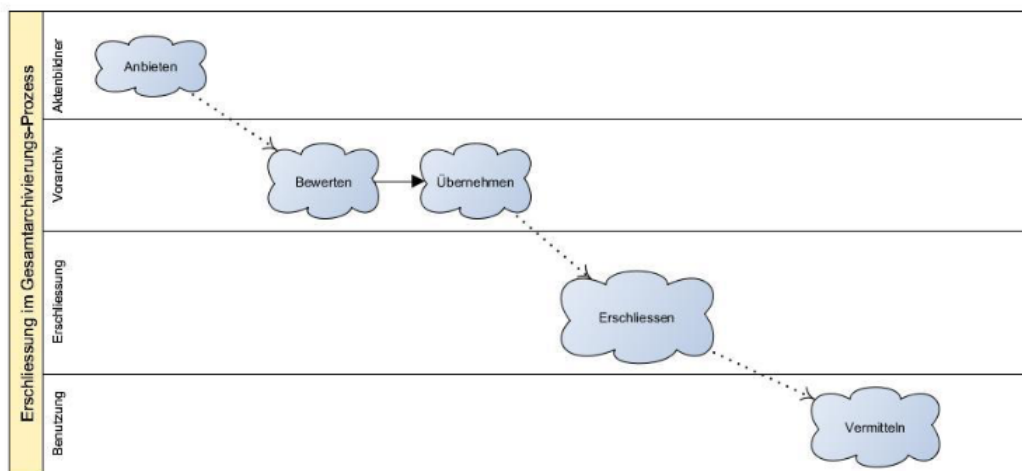 Erschliessung im Gesamtarchivierungs-Prozess
Aktenbildner
Anbieten
Vorarchiv
Bewerten
Übernehmen
Erschliessung
Erschliessen
Benutzung
Vermitteln